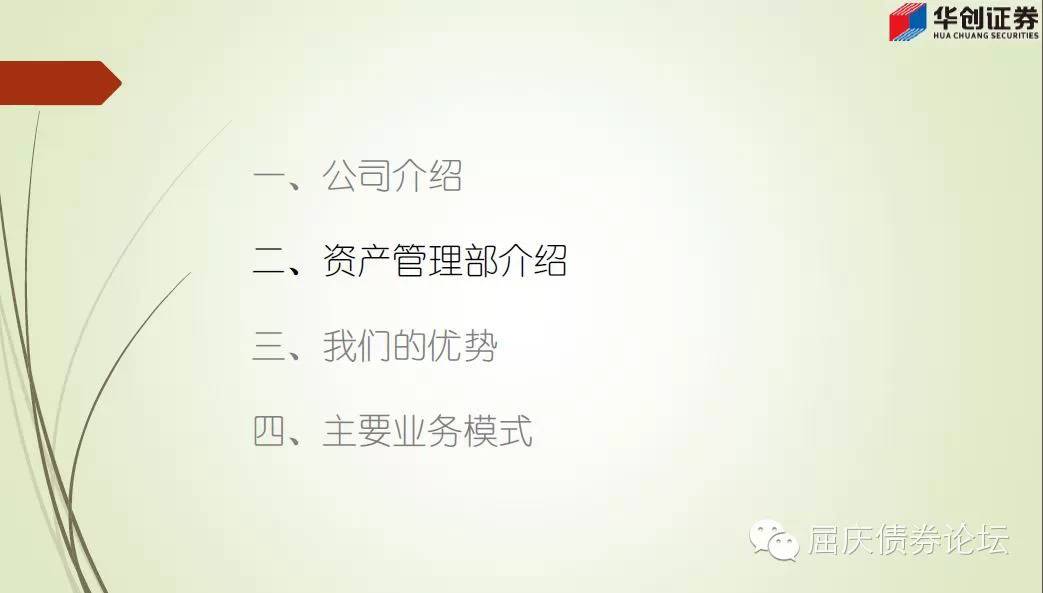 华创证券
HUA CHUANG SECURITIES
一、公司介绍
二、资产管理部介绍
三、我们的优势
四、主要业务模式
屈庆债券论坛